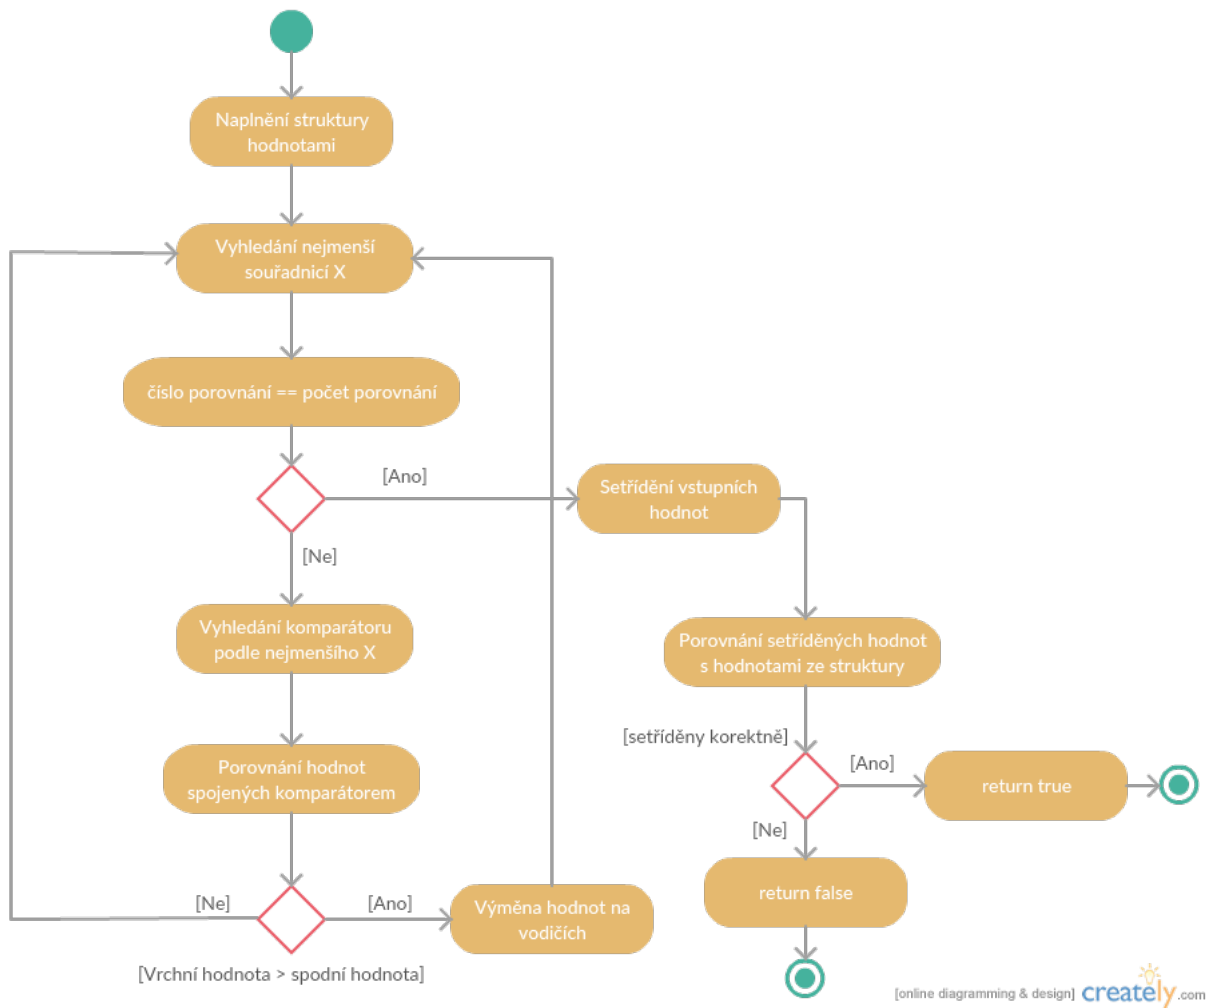 Naplnění struktury
hodnotami
Vyhledání nejmenší
souřadnicí X
číslo porovnání == počet porovnání
[Ano]
Setřídění vstupních
hodnot
[Ne]
Vyhledání komparátoru
podle nejmenšího X
Porovnání setříděných hodnot
s hodnotami ze struktury
[setříděny korektně]
[Ano]
return true
Porovnání hodnot
spojených komparátorem
[Ne]
return false
[Ne]
[Ano]
Výměna hodnot na
vodičích
[Vrchní hodnota > spodní hodnota]
[online diagramming & design] creately.com